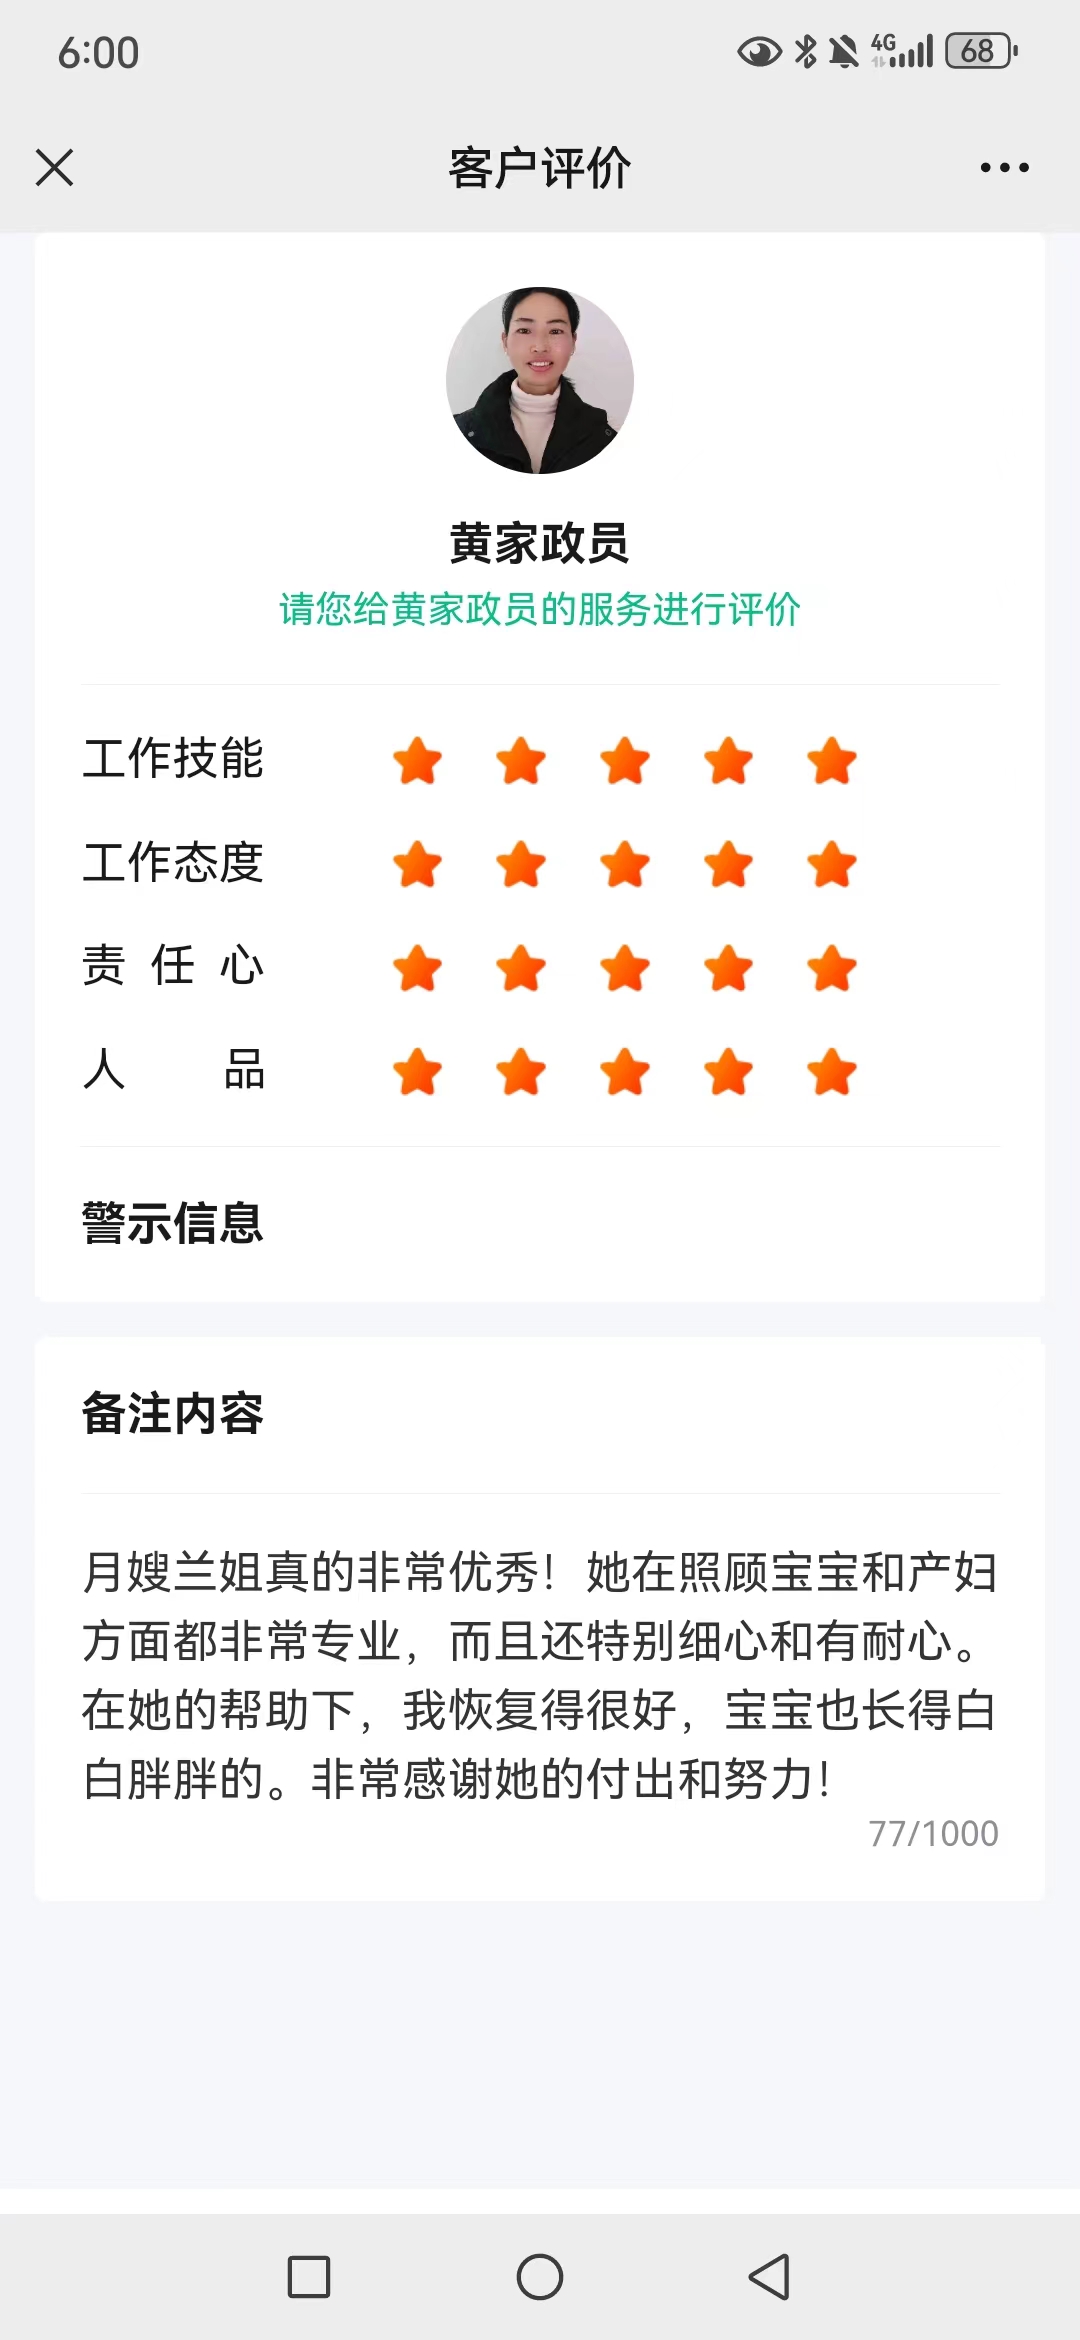 6:00
4G
68
客户评价
黄家政员
请您给黄家政员的服务进行评价
工作技能
工作态度
责任心
人品
警示信息
备注内容
月嫂兰姐真的非常优秀！她在照顾宝宝和产妇
方面都非常专业，而且还特别细心和有耐心。
在她的帮助下，我恢复得很好，宝宝也长得白
白胖胖的。非常感谢她的付出和努力！
77/1000